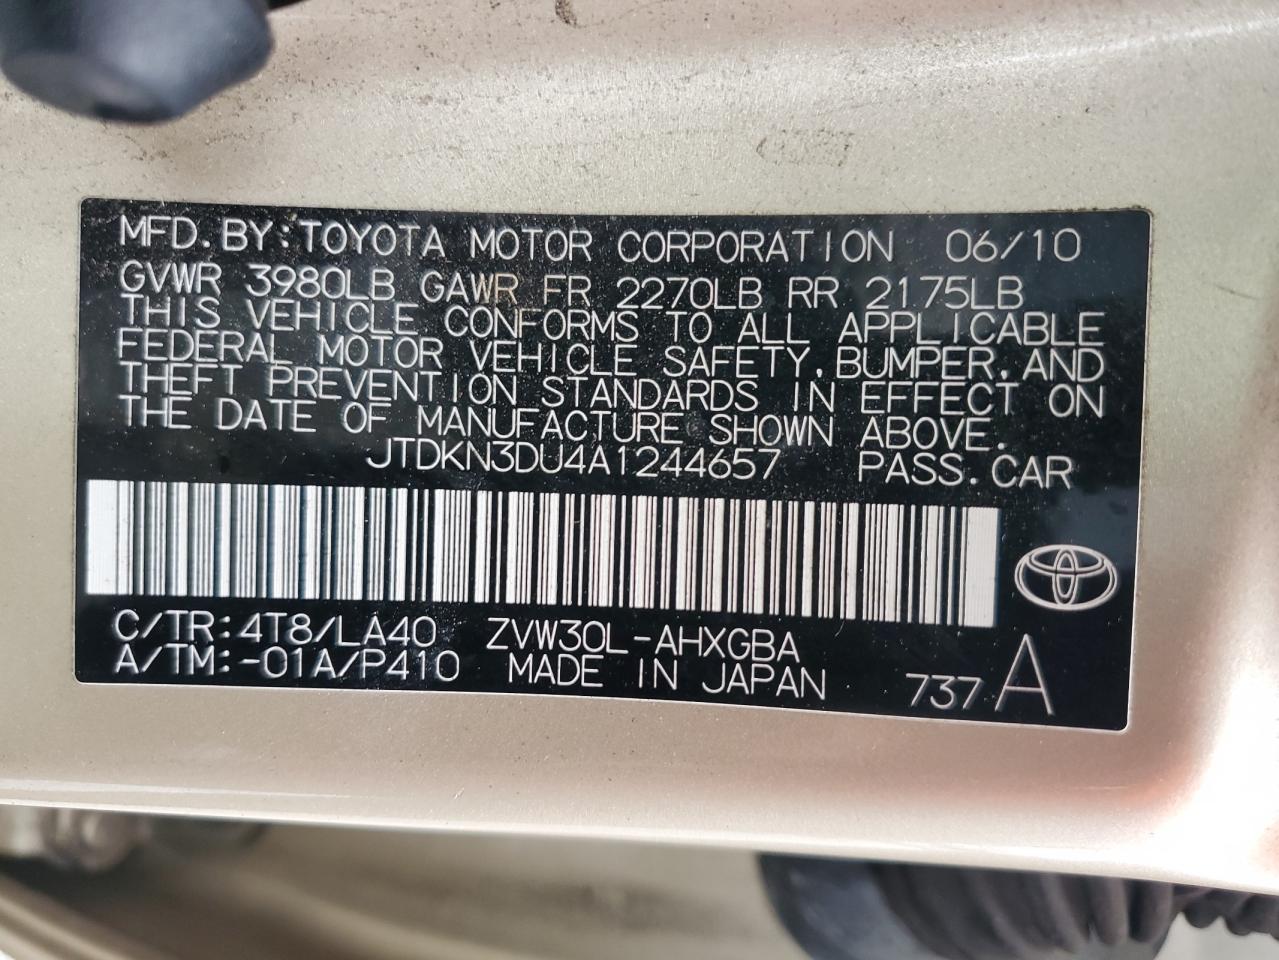 MFD. BY: TOYOTA MOTOR CORPORATION 06/10
GVWR 3980LB GAWR FR 2270LB RR 2175LB
THIS VEHICLE CONFORMS TO ALL APPLICABLE
FEDERAL MOTOR VEHICLE SAFETY, BUMPER, AND
THEFT PREVENTION STANDARDS IN EFFECT ON
THE DATE OF MANUFACTURE SHOWN ABOVE.
JTDKN3DU4A1244657 PASS. CAR
C/TR: 4T8/LA40 ZVW30L-AHXGBA
A/TM: -01A/P410 MADE IN JAPAN 737 A